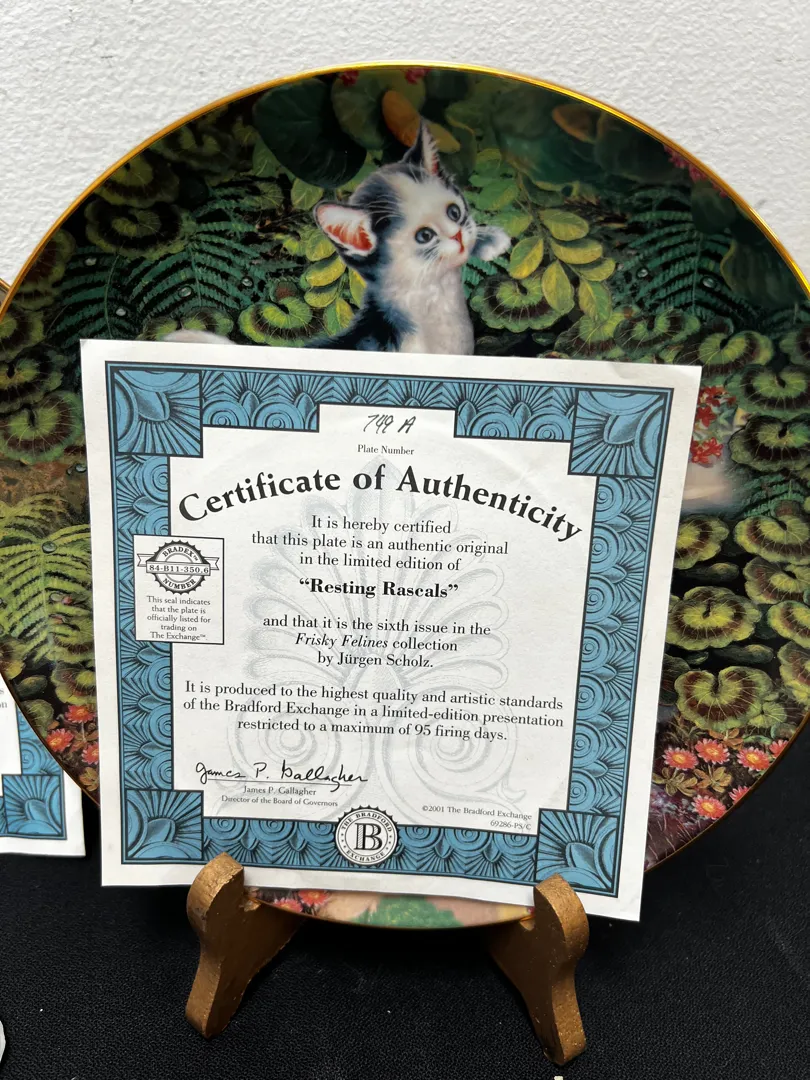 749 A
Plate Number
Certificate of Authenticity
It is hereby certified
that this plate is an authentic original
in the limited edition of
“Resting Rascals”
and that it is the sixth issue in the
Frisky Felines collection
by Jürgen Scholz.
It is produced to the highest quality and artistic standards
of the Bradford Exchange in a limited-edition presentation
restricted to a maximum of 95 firing days.
BRADEX™
84-B11-350.6
NUMBER
This seal indicates
that the plate is
officially listed for
trading on
The Exchange™.
James P. Gallagher
James P. Gallagher
Director of the Board of Governors
THE BRADFORD
B
EXCHANGE
©2001 The Bradford Exchange
69286-PS/C